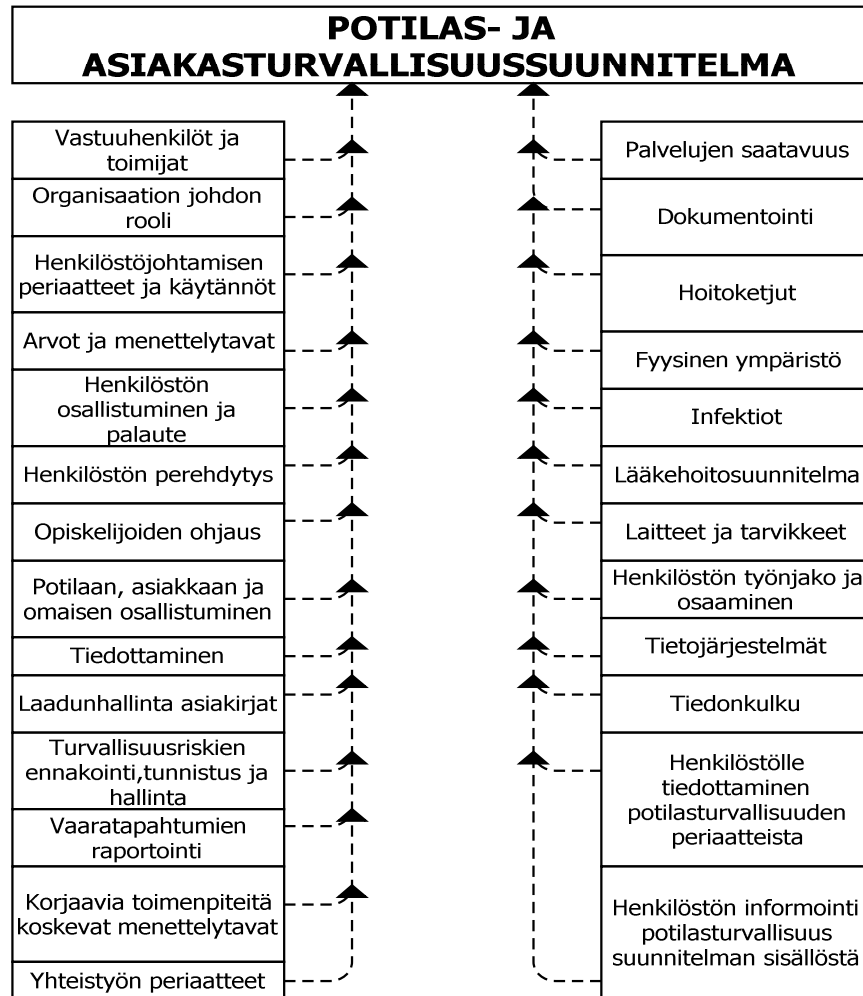 POTILAS- JA
ASIAKASTURVALLISUUSSUUNNITELMA
Vastuuhenkilöt ja
toimijat
Organisaation johdon
rooli
Henkilöstöjohtamisen
periaatteet ja käytännöt
Arvot ja menettelytavat
Henkilöstön
osallistuminen ja
palaute
Henkilöstön perehdytys
Opiskelijoiden ohjaus
Potilaan, asiakkaan ja
omaisen osallistuminen
Tiedottaminen
Laadunhallinta asiakirjat
Turvallisuusriskien
ennakointi,tunnistus ja
hallinta
Vaaratapahtumien
raportointi
Korjaavia toimenpiteitä
koskevat menettelytavat
Yhteistyön periaatteet
Palvelujen saatavuus
Dokumentointi
Hoitoketjut
Fyysinen ympäristö
Infektiot
Lääkehoitosuunnitelma
Laitteet ja tarvikkeet
Henkilöstön työnjako ja
osaaminen
Tietojärjestelmät
Tiedonkulku
Henkilöstölle
tiedottaminen
potilasturvallisuuden
periaatteista
Henkilöstön informointi
potilasturvallisuus
suunnitelman sisällöstä